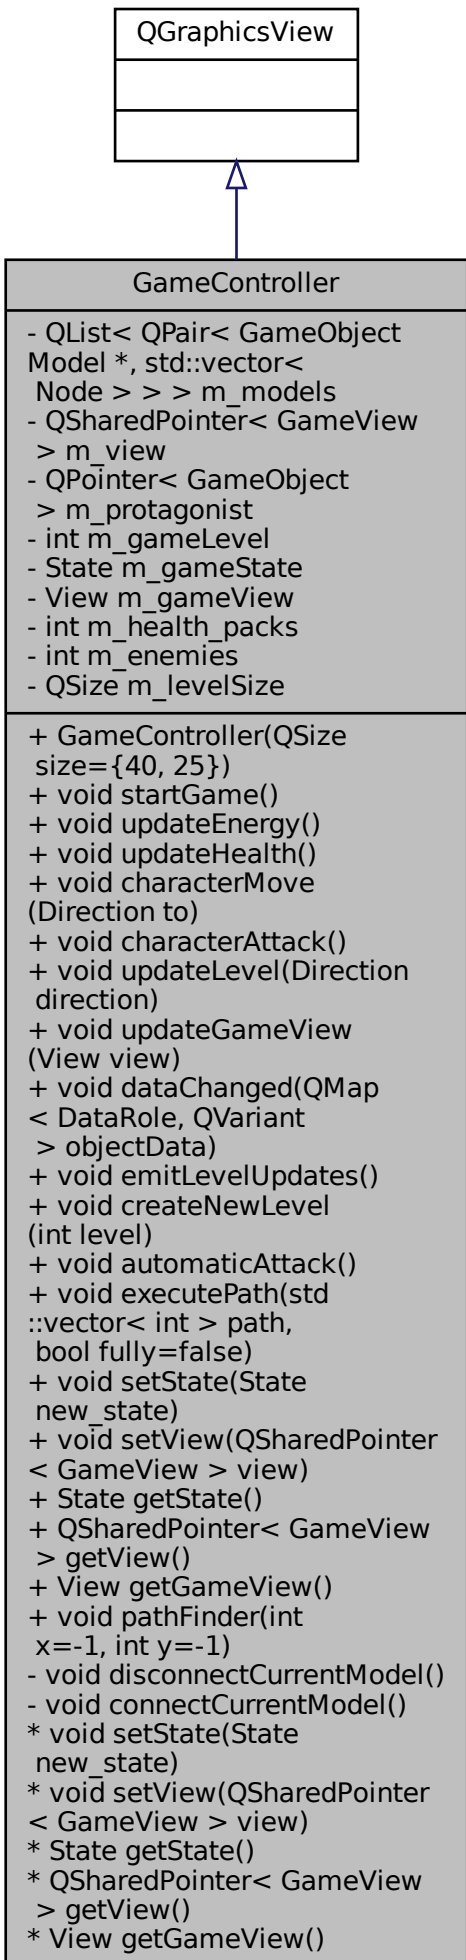 QGraphicsView
GameController
- QList< QPair< GameObject
Model *, std::vector<
Node > > > m_models
- QSharedPointer< GameView
> m_view
- QPointer< GameObject
> m_protagonist
- int m_gameLevel
- State m_gameState
- View m_gameView
- int m_health_packs
- int m_enemies
- QSize m_levelSize
+ GameController(QSize
size={40, 25})
+ void startGame()
+ void updateEnergy()
+ void updateHealth()
+ void characterMove
(Direction to)
+ void characterAttack()
+ void updateLevel(Direction
direction)
+ void updateGameView
(View view)
+ void dataChanged(QMap
< DataRole, QVariant
> objectData)
+ void emitLevelUpdates()
+ void createNewLevel
(int level)
+ void automaticAttack()
+ void executePath(std
::vector< int > path,
bool fully=false)
+ void setState(State
new_state)
+ void setView(QSharedPointer
< GameView > view)
+ State getState()
+ QSharedPointer< GameView
> getView()
+ View getGameView()
+ void pathFinder(int
x=-1, int y=-1)
- void disconnectCurrentModel()
- void connectCurrentModel()
* void setState(State
new_state)
* void setView(QSharedPointer
< GameView > view)
* State getState()
* QSharedPointer< GameView
> getView()
* View getGameView()